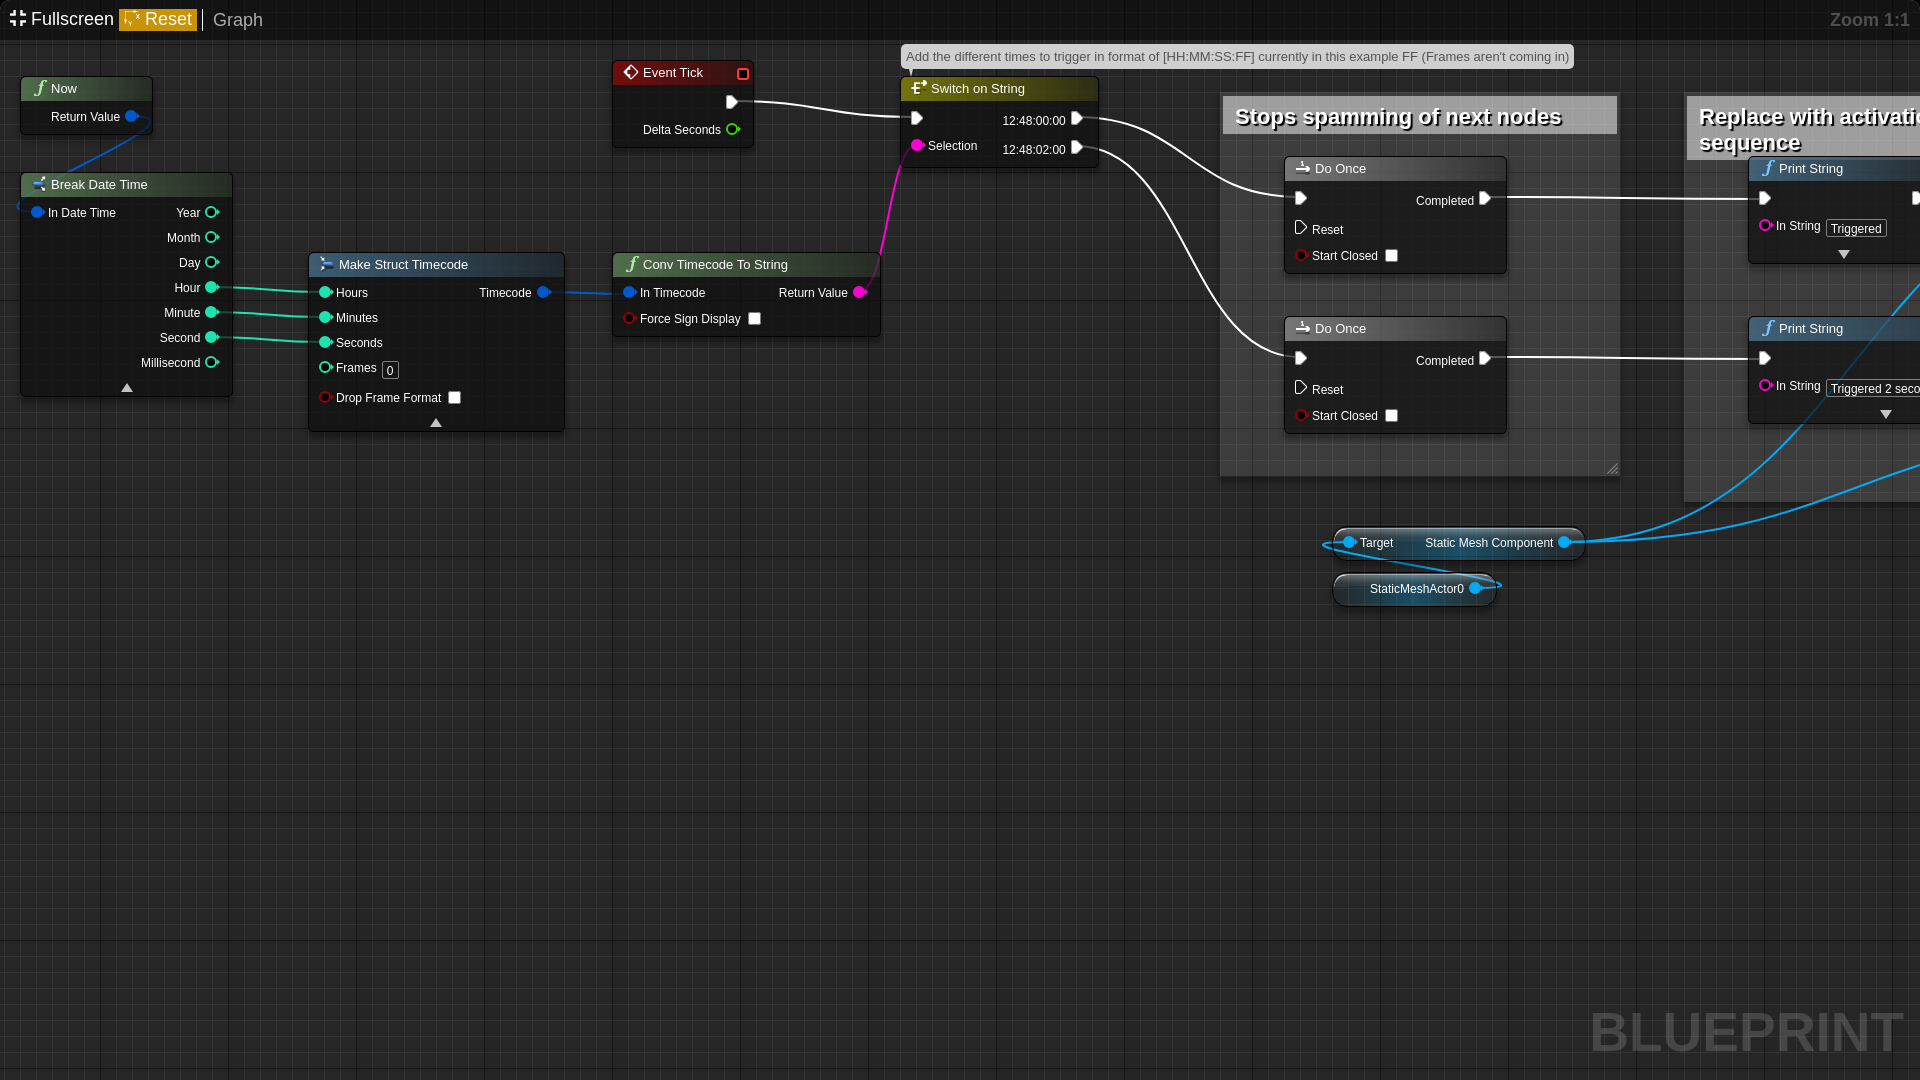 Fullscreen Reset Graph
Zoom 1:1
Add the different times to trigger in format of [HH:MM:SS:FF] currently in this example FF (Frames aren't coming in)
Now
Return Value
Break Date Time
In Date Time
Year
Month
Day
Hour
Minute
Second
Millisecond
Make Struct Timecode
Hours
Timecode
Minutes
Seconds
Frames 0
Drop Frame Format
Event Tick
Delta Seconds
Conv Timecode To String
In Timecode
Return Value
Force Sign Display
Switch on String
12:48:00:00
Selection
12:48:02:00
Stops spamming of next nodes
Do Once
Completed
Reset
Start Closed
Do Once
Completed
Reset
Start Closed
Replace with activatio
sequence
Print String
In String Triggered
Print String
In String Triggered 2 seco
Target
Static Mesh Component
StaticMeshActor0
BLUEPRINT